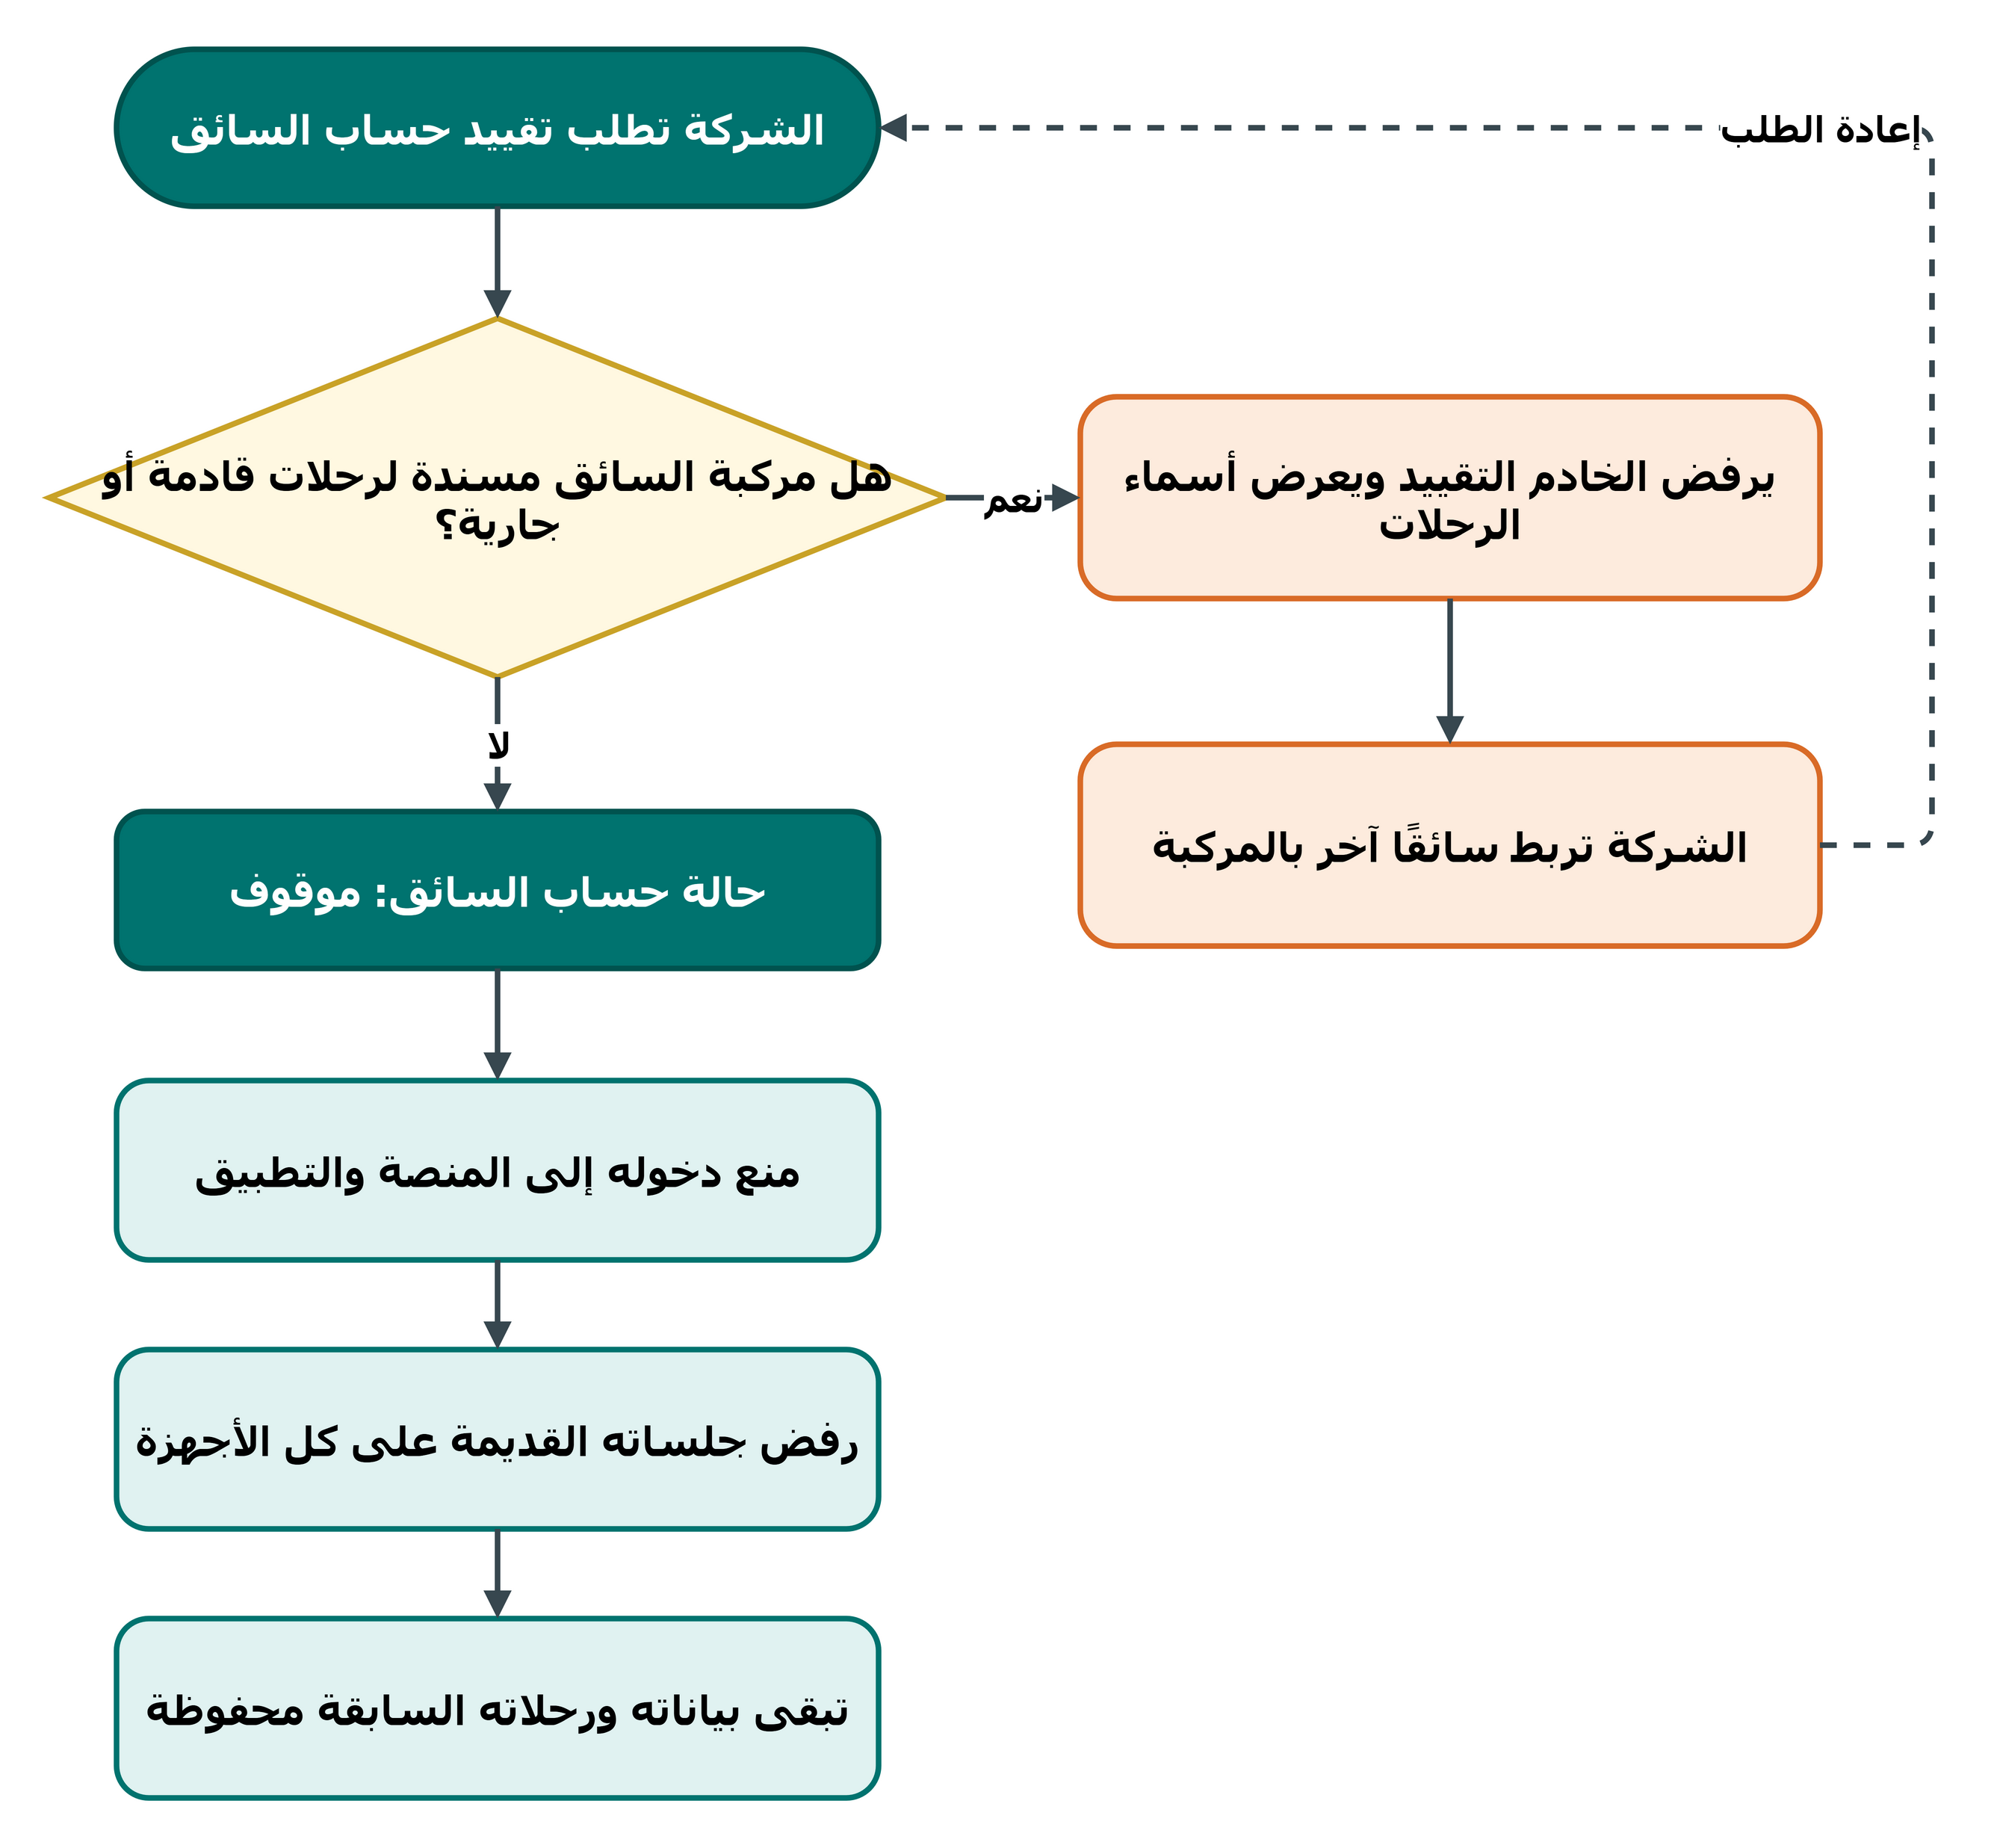 الشركة تطلب تقييد حساب السائق
إعادة الطلب
هل مركبة السائق مسندة لرحلات قادمة أو
جارية؟
نعم
يرفض الخادم التقييد ويعرض أسماء
الرحلات
لا
الشركة تربط سائقًا آخر بالمركبة
حالة حساب السائق: موقوف
منع دخوله إلى المنصة والتطبيق
رفض جلساته القديمة على كل الأجهزة
تبقى بياناته ورحلاته السابقة محفوظة